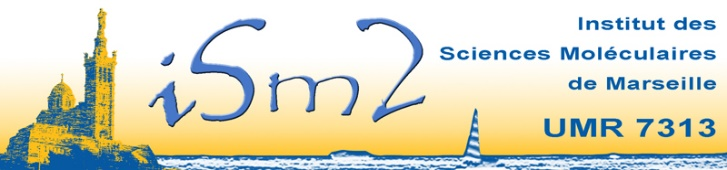 iSm2
Institut des
Sciences Moléculaires
de Marseille
UMR 7313